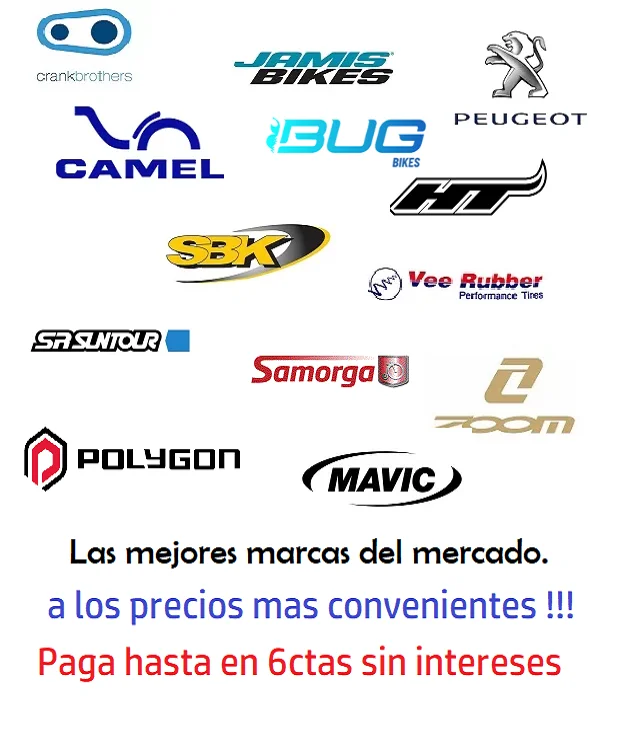 crankbrothers
JAMIS
BIKES
PEUGEOT
CAMEL
BUG
BIKES
HT
SBK
Vee Rubber
Performance Tires
SR SUNTOUR
Samorga
ZOOM
POLYGON
MAVIC
Las mejores marcas del mercado.
a los precios mas convenientes !!!
Paga hasta en 6ctas sin intereses